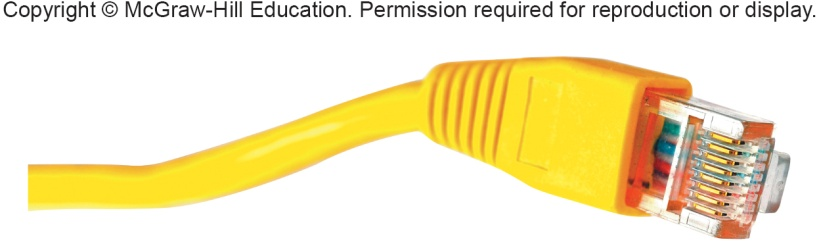 Copyright © McGraw-Hill Education. Permission required for reproduction or display.